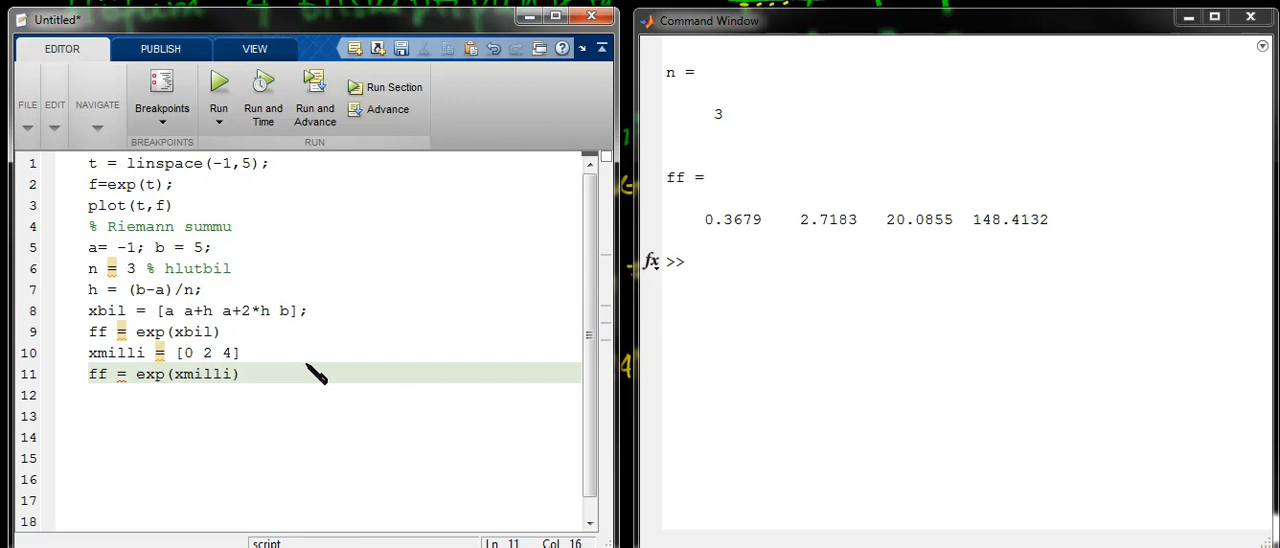 Untitled*
EDITOR
PUBLISH
VIEW
FILE
EDIT
NAVIGATE
Breakpoints
Run
Run and
Time
Run and
Advance
Run Section
Advance
BREAKPOINTS
RUN
1 t = linspace(-1,5);
2 f=exp(t);
3 plot(t,f)
4 % Riemann summu
5 a= -1; b = 5;
6 n = 3 % hlutbil
7 h = (b-a)/n;
8 xbil = [a a+h a+2*h b];
9 ff = exp(xbil)
10 xmilli = [0 2 4]
11 ff = exp(xmilli)
12
13
14
15
16
17
18
script
Ln 11 Col 16
Command Window
n =
3
ff =
0.3679 2.7183 20.0855 148.4132
fx >>